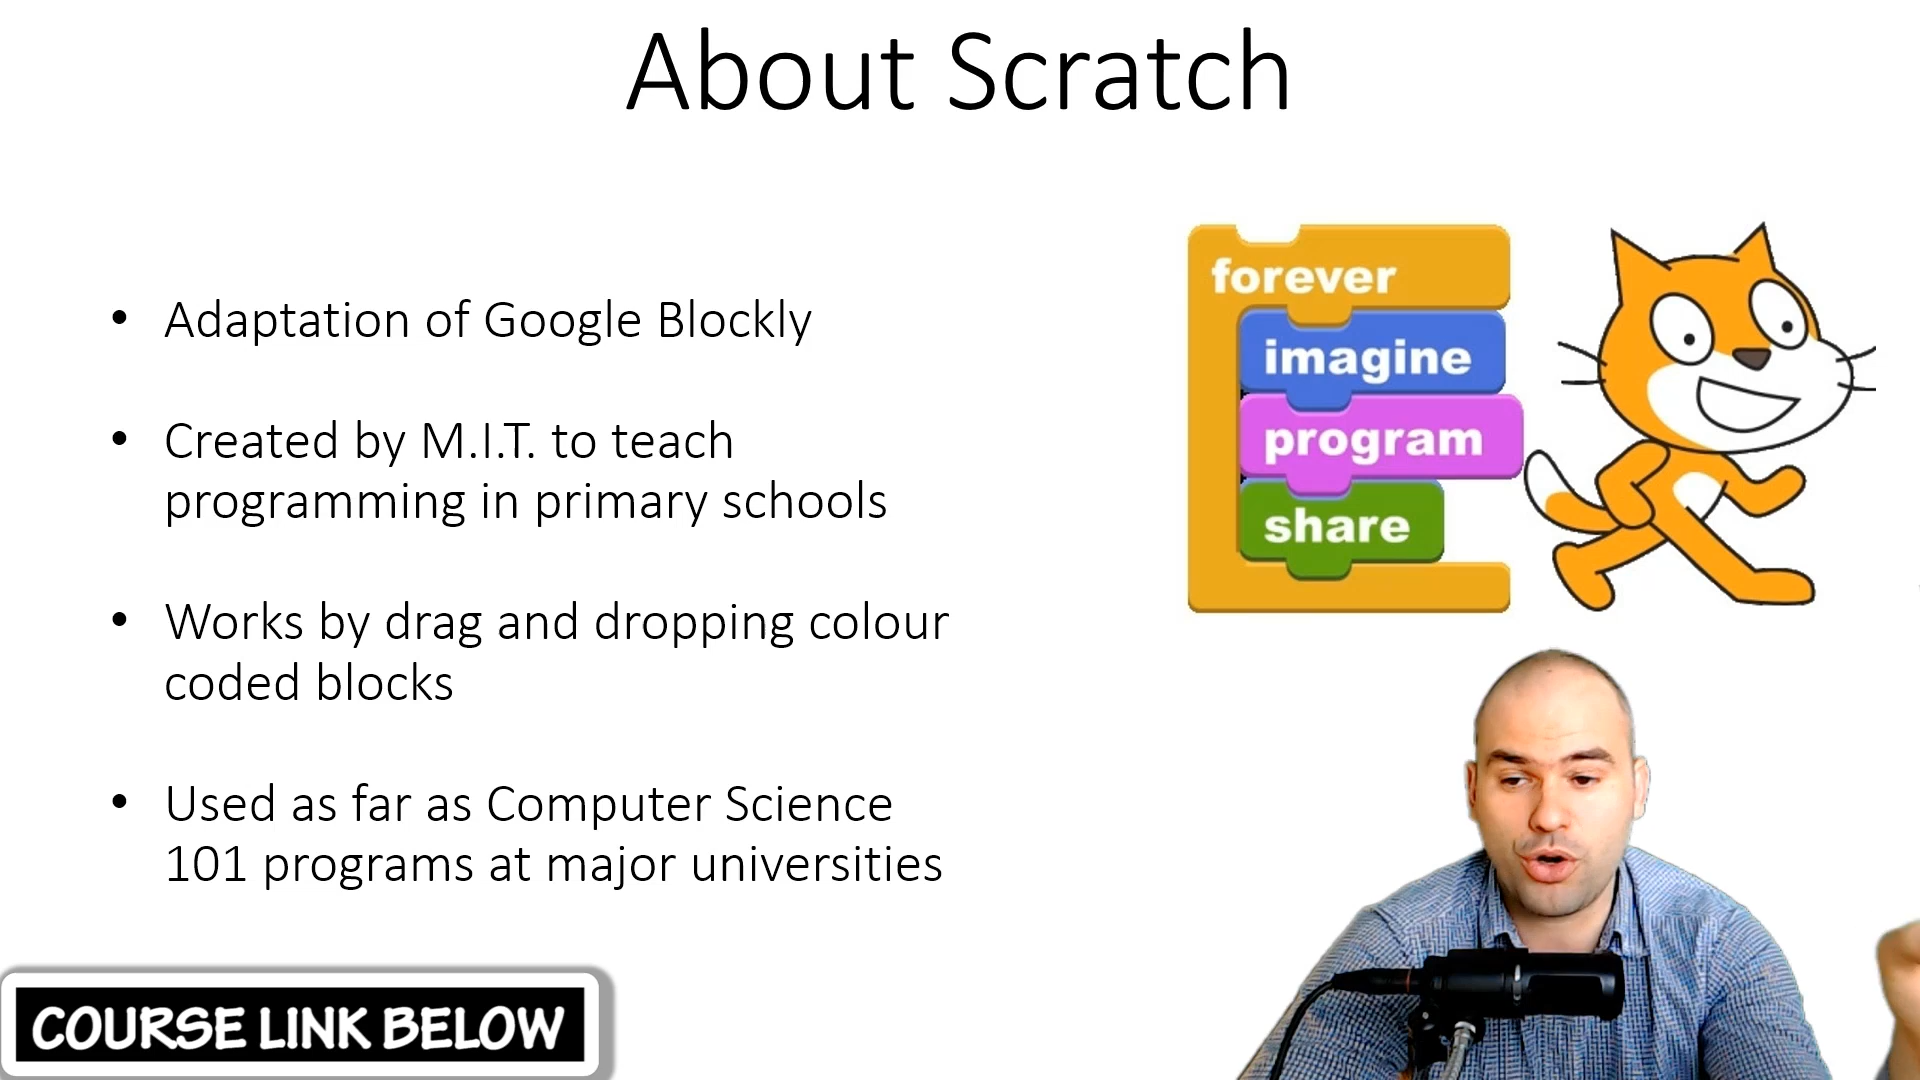 About Scratch
• Adaptation of Google Blockly
• Created by M.I.T. to teach
programming in primary schools
• Works by drag and dropping colour
coded blocks
• Used as far as Computer Science
101 programs at major universities
forever
imagine
program
share
COURSE LINK BELOW